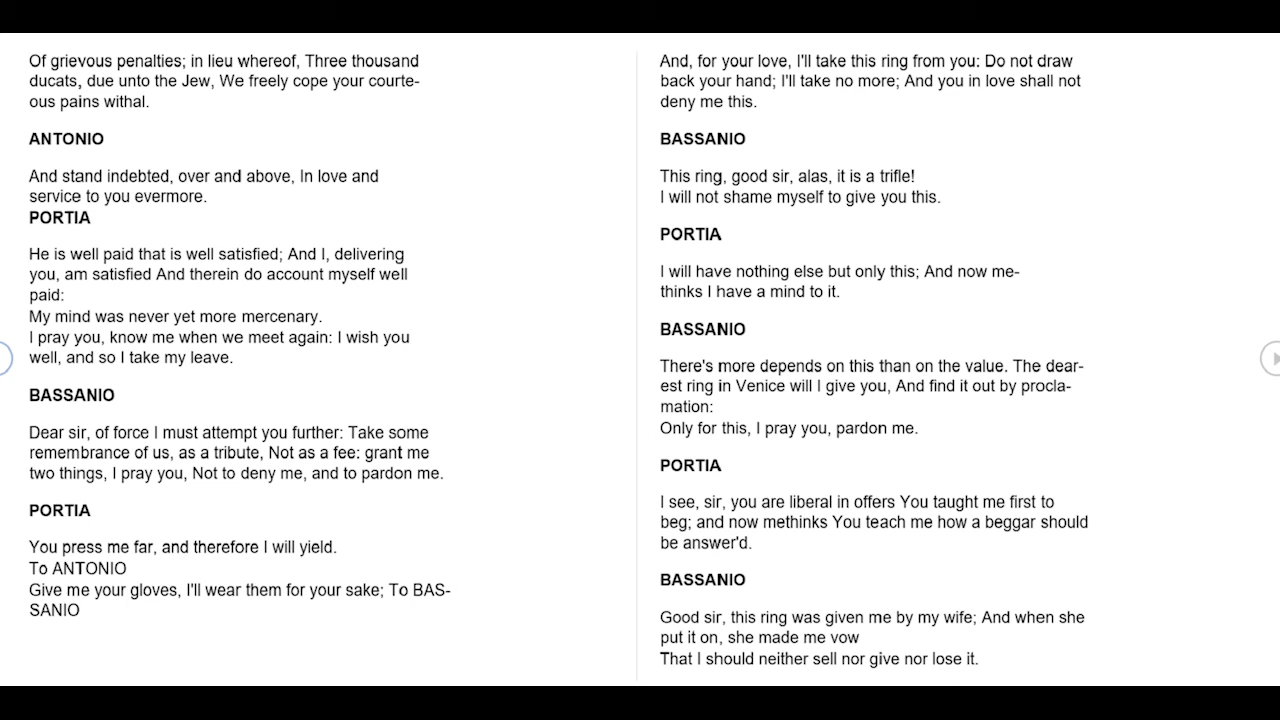 Of grievous penalties; in lieu whereof, Three thousand
ducats, due unto the Jew, We freely cope your courte-
ous pains withal.
ANTONIO
And stand indebted, over and above, In love and
service to you evermore.
PORTIA
He is well paid that is well satisfied; And I, delivering
you, am satisfied And therein do account myself well
paid:
My mind was never yet more mercenary.
I pray you, know me when we meet again: I wish you
well, and so I take my leave.
BASSANIO
Dear sir, of force I must attempt you further: Take some
remembrance of us, as a tribute, Not as a fee: grant me
two things, I pray you, Not to deny me, and to pardon me.
PORTIA
You press me far, and therefore I will yield.
To ANTONIO
Give me your gloves, I'll wear them for your sake; To BAS-
SANIO
And, for your love, I'll take this ring from you: Do not draw
back your hand; I'll take no more; And you in love shall not
deny me this.
BASSANIO
This ring, good sir, alas, it is a trifle!
I will not shame myself to give you this.
PORTIA
I will have nothing else but only this; And now me-
thinks I have a mind to it.
BASSANIO
There's more depends on this than on the value. The dear-
est ring in Venice will I give you, And find it out by procla-
mation:
Only for this, I pray you, pardon me.
PORTIA
I see, sir, you are liberal in offers You taught me first to
beg; and now methinks You teach me how a beggar should
be answer'd.
BASSANIO
Good sir, this ring was given me by my wife; And when she
put it on, she made me vow
That I should neither sell nor give nor lose it.